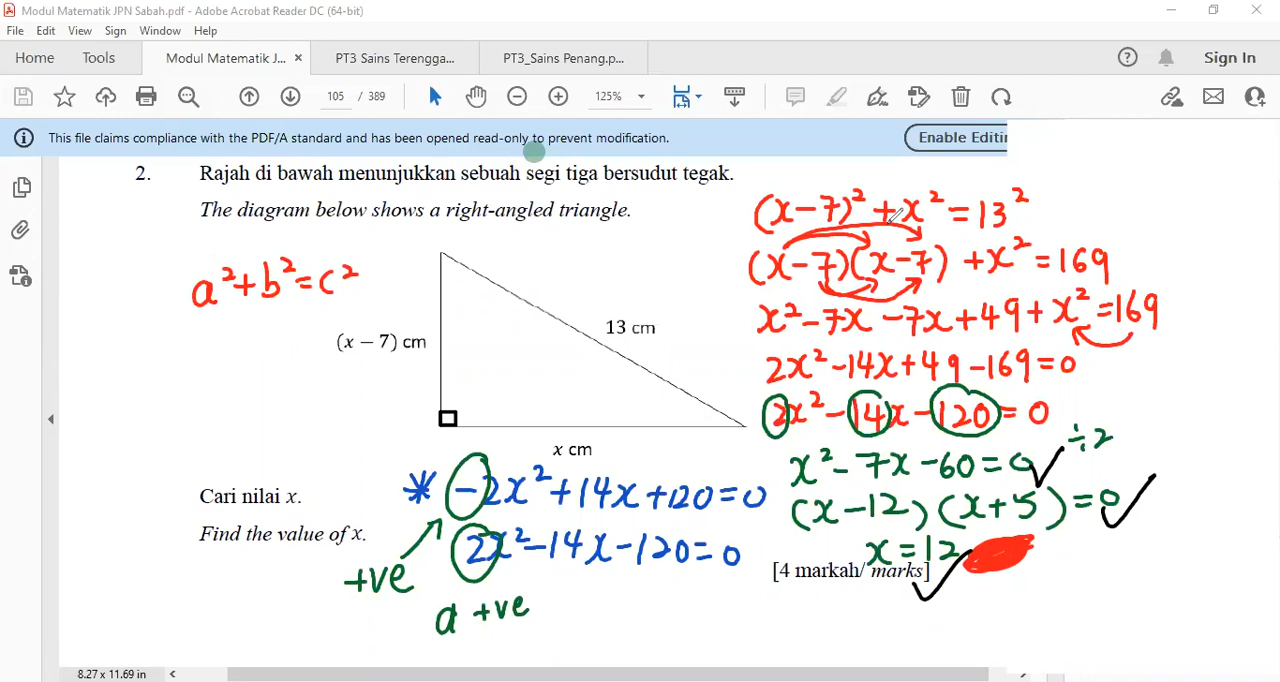 Modul Matematik JPN Sabah.pdf - Adobe Acrobat Reader DC (64-bit)
File Edit View Sign Window Help
Home Tools Modul Matematik J... × PT3 Sains Terengga... PT3_Sains Penang.p... Sign In
105 / 389 125%
This file claims compliance with the PDF/A standard and has been opened read-only to prevent modification. Enable Editin
2. Rajah di bawah menunjukkan sebuah segi tiga bersudut tegak.
The diagram below shows a right-angled triangle.
a²+b²=c²
(x − 7) cm
13 cm
x cm
(x−7)²+x²=13²
(x−7)(x−7) +x²=169
x²−7x −7x+49+x²=169
2x²−14x+49−169=0
2x²−14x−120=0
÷2
x²−7x−60=0
(x−12)(x+5)=0
x=12
Cari nilai x.
Find the value of x.
* −2x²+14x+120=0
2x²−14x−120=0
+ve
a +ve
[4 markah/ marks]
8.27 x 11.69 in